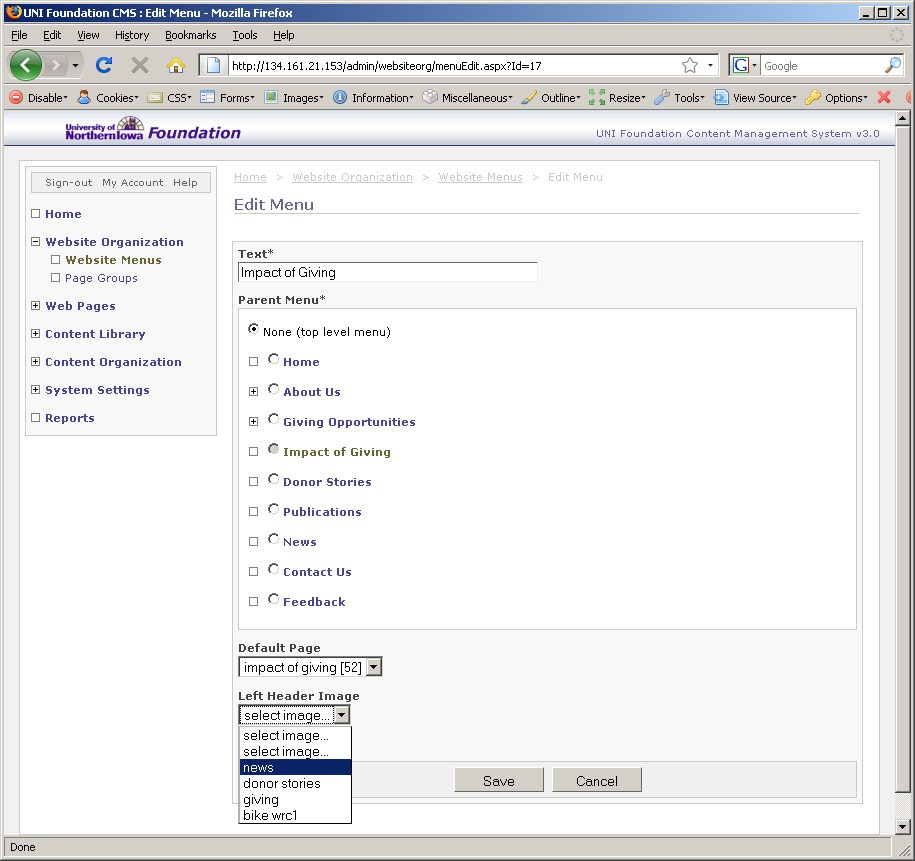 UNI Foundation CMS : Edit Menu - Mozilla Firefox
File Edit View History Bookmarks Tools Help
http://134.161.21.153/admin/websiteorg/menuEdit.aspx?Id=17
G Google
Disable Cookies CSS Forms Images Information Miscellaneous Outline Resize Tools View Source Options
University of
Northern Iowa Foundation
UNI Foundation Content Management System v3.0
Sign-out My Account Help
Home
Website Organization
Website Menus
Page Groups
Web Pages
Content Library
Content Organization
System Settings
Reports
Home > Website Organization > Website Menus > Edit Menu
Edit Menu
Text*
Impact of Giving
Parent Menu*
None (top level menu)
Home
About Us
Giving Opportunities
Impact of Giving
Donor Stories
Publications
News
Contact Us
Feedback
Default Page
impact of giving [52]
Left Header Image
select image...
select image...
select image...
news
donor stories
giving
bike wrc1
Save Cancel
Done